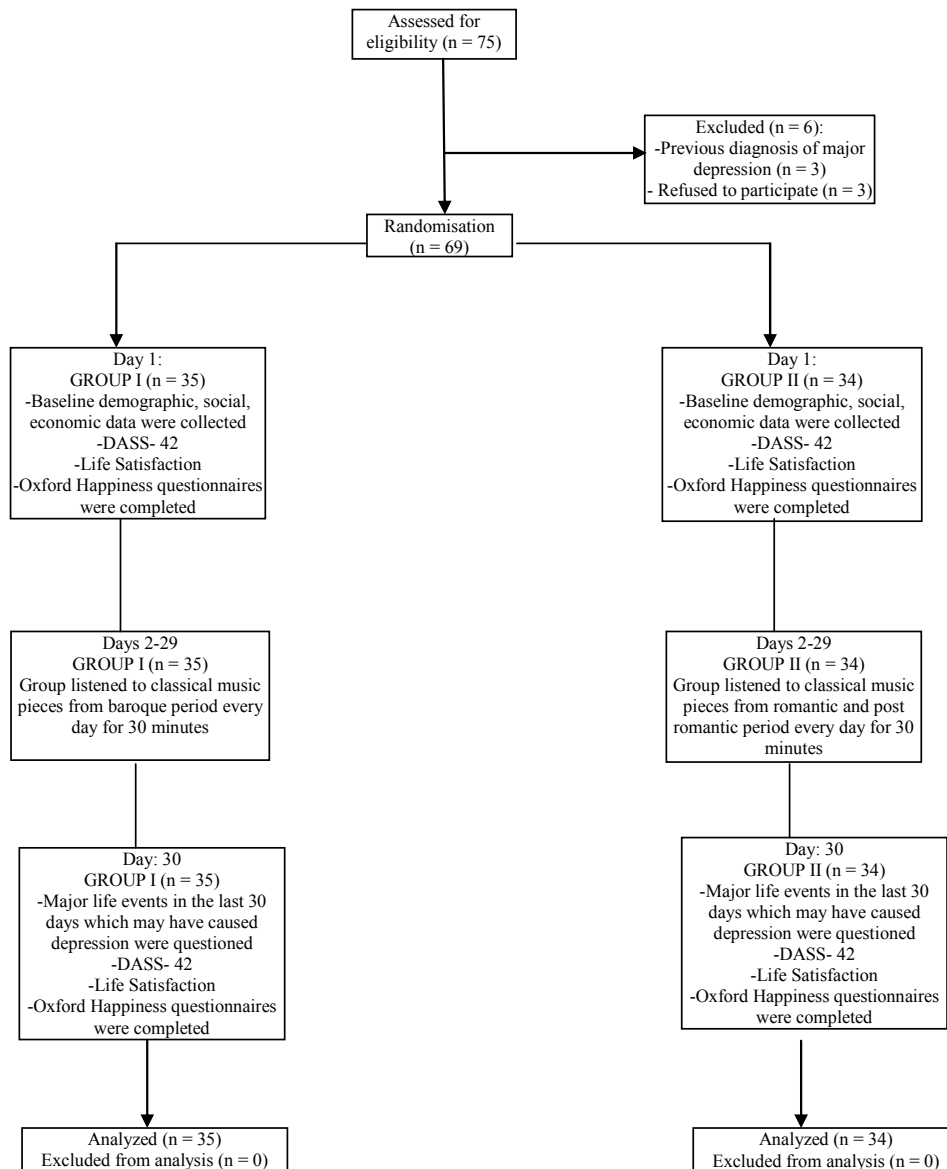 Assessed for
eligibility (n = 75)
Excluded (n = 6):
-Previous diagnosis of major
depression (n = 3)
- Refused to participate (n = 3)
Randomisation
(n = 69)
Day 1:
GROUP I (n = 35)
-Baseline demographic, social,
economic data were collected
-DASS- 42
-Life Satisfaction
-Oxford Happiness questionnaires
were completed
Day 1:
GROUP II (n = 34)
-Baseline demographic, social,
economic data were collected
-DASS- 42
-Life Satisfaction
-Oxford Happiness questionnaires
were completed
Days 2-29
GROUP I (n = 35)
Group listened to classical music
pieces from baroque period every
day for 30 minutes
Days 2-29
GROUP II (n = 34)
Group listened to classical music
pieces from romantic and post
romantic period every day for 30
minutes
Day: 30
GROUP I (n = 35)
-Major life events in the last 30
days which may have caused
depression were questioned
-DASS- 42
-Life Satisfaction
-Oxford Happiness questionnaires
were completed
Day: 30
GROUP II (n = 34)
-Major life events in the last 30
days which may have caused
depression were questioned
-DASS- 42
-Life Satisfaction
-Oxford Happiness questionnaires
were completed
Analyzed (n = 35)
Excluded from analysis (n = 0)
Analyzed (n = 34)
Excluded from analysis (n = 0)